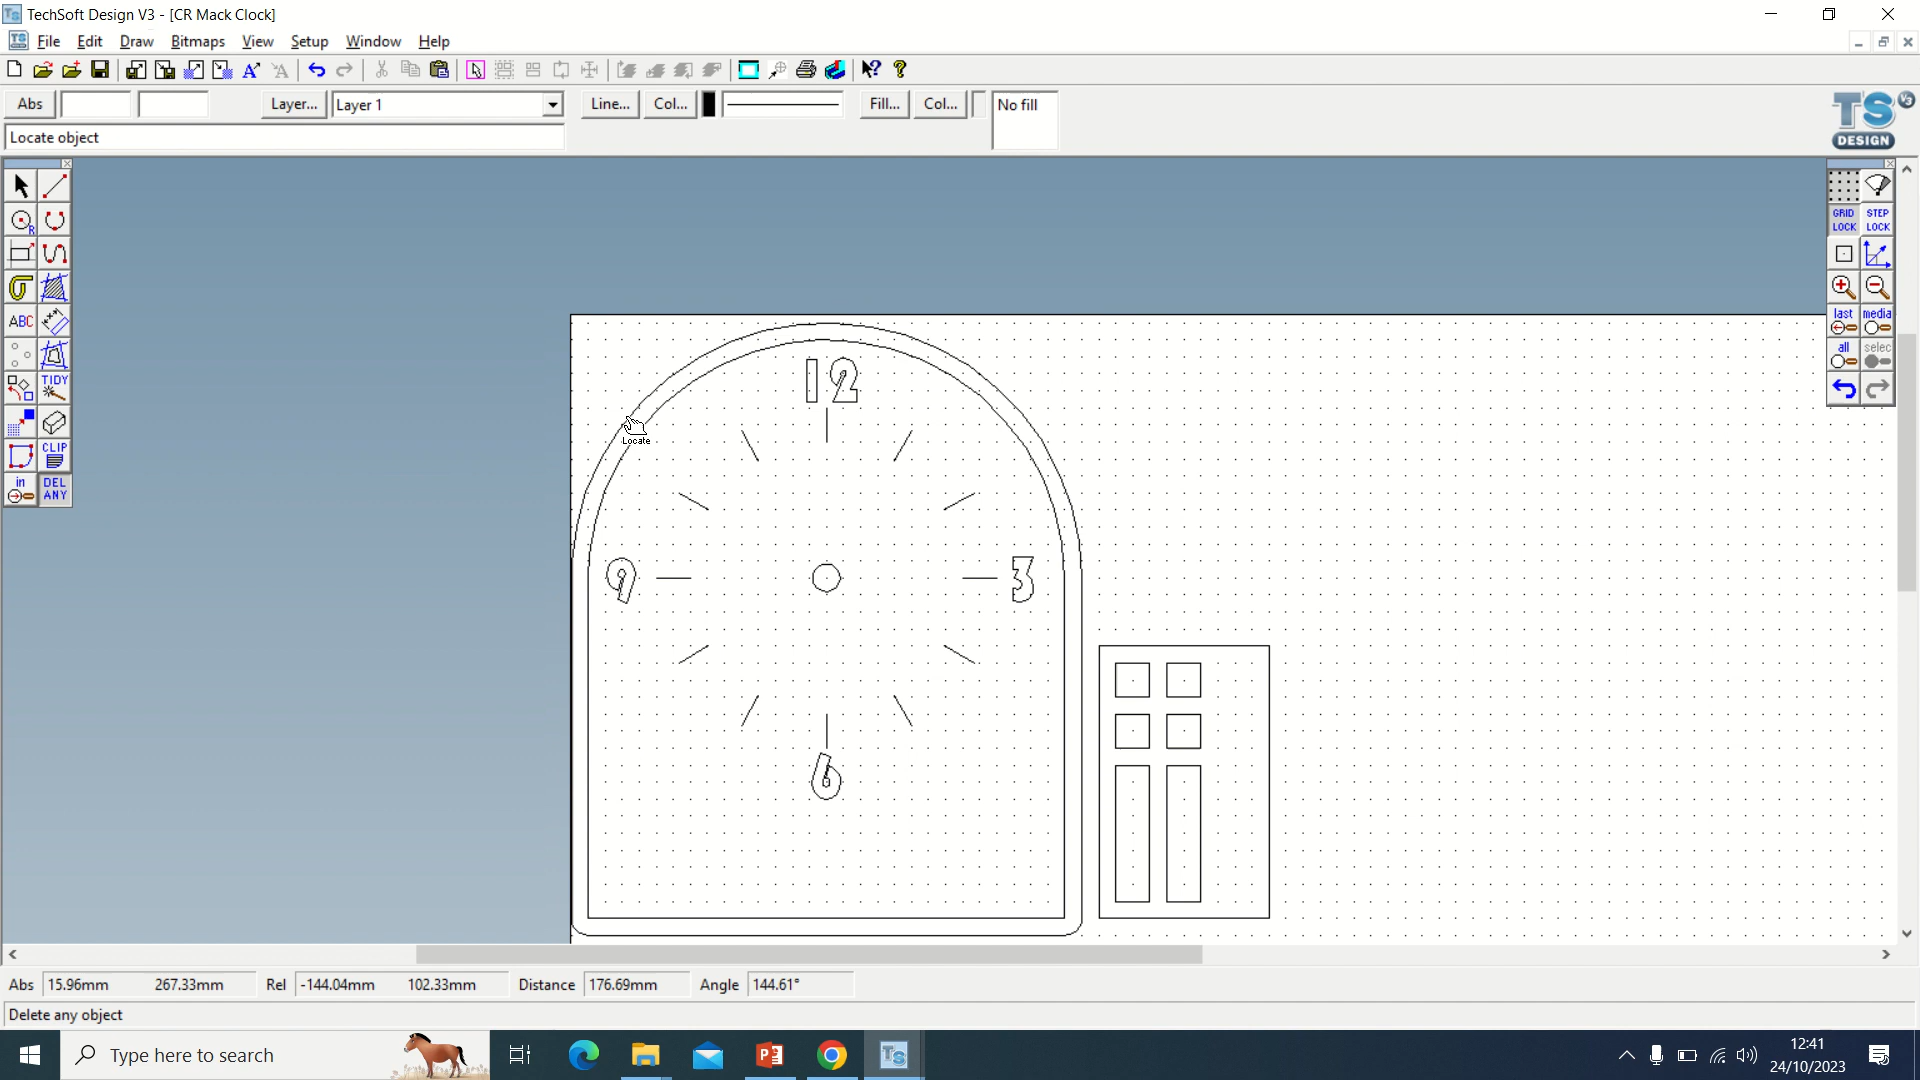 TechSoft Design V3 - [CR Mack Clock]
File Edit Draw Bitmaps View Setup Window Help
Abs Layer... Layer 1 Line... Col... Fill... Col... No fill
Locate object
TS V3
DESIGN
R
ABC
TIDY
CLIP
in DEL ANY
GRID LOCK STEP LOCK
last media
all selec
12
Locate
9 3
6
Abs 15.96mm 267.33mm Rel -144.04mm 102.33mm Distance 176.69mm Angle 144.61°
Delete any object
Type here to search
12:41
24/10/2023